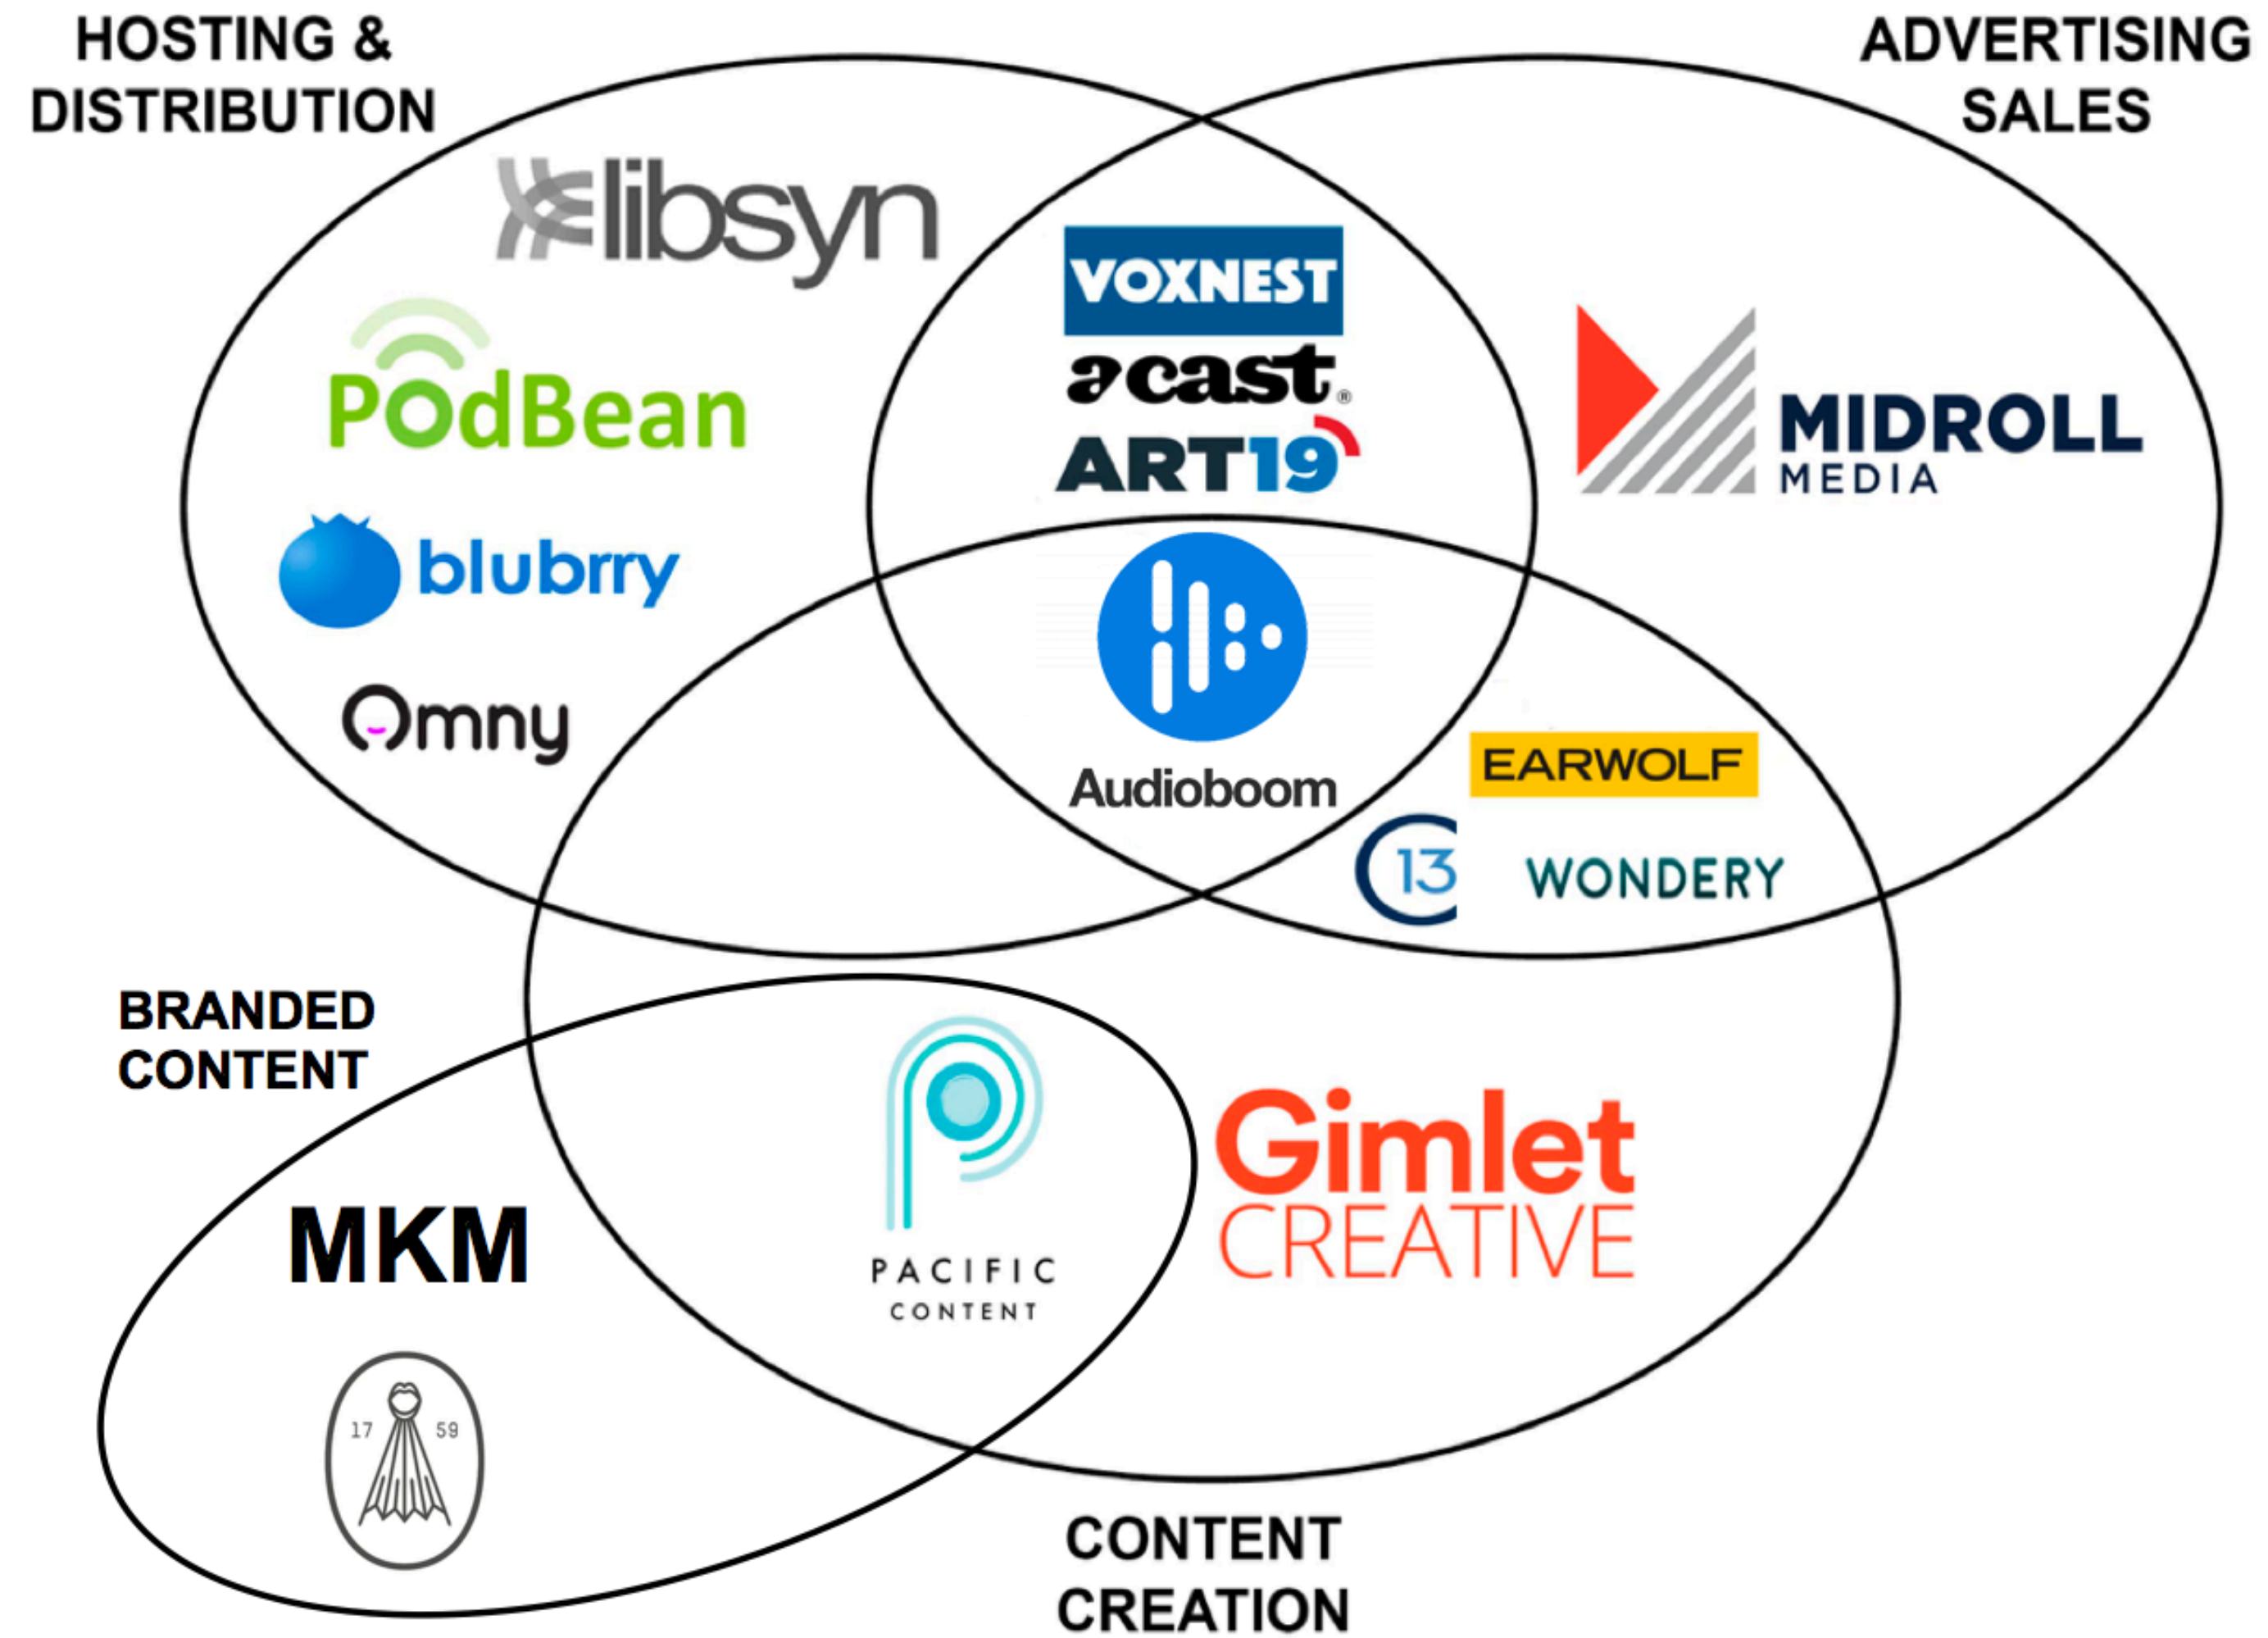 HOSTING &
DISTRIBUTION
ADVERTISING
SALES
libsyn
VOXNEST
acast®
ART19
PodBean
MIDROLL
MEDIA
blubrry
Omny
Audioboom
EARWOLF
C13
WONDERY
BRANDED
CONTENT
MKM
17 59
PACIFIC
CONTENT
Gimlet
CREATIVE
CONTENT
CREATION